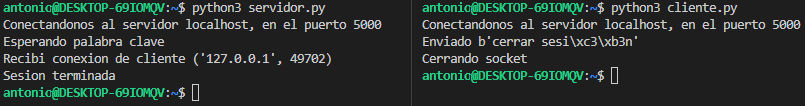 antonio@DESKTOP-69IOMQV:~$ python3 servidor.py
Conectandonos al servidor localhost, en el puerto 5000
Esperando palabra clave
Recibi conexion de cliente ('127.0.0.1', 49702)
Sesion terminada
antonio@DESKTOP-69IOMQV:~$
antonio@DESKTOP-69IOMQV:~$ python3 cliente.py
Conectandonos al servidor localhost, en el puerto 5000
Enviado b'cerrar sesi\xc3\xb3n'
Cerrando socket
antonio@DESKTOP-69IOMQV:~$